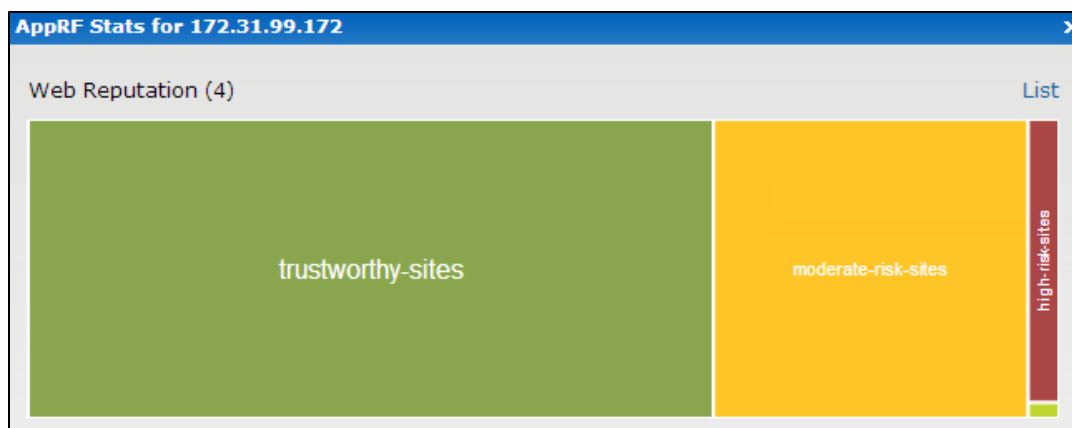 AppRF Stats for 172.31.99.172
Web Reputation (4)
List
trustworthy-sites
moderate-risk-sites
high-risk-sites